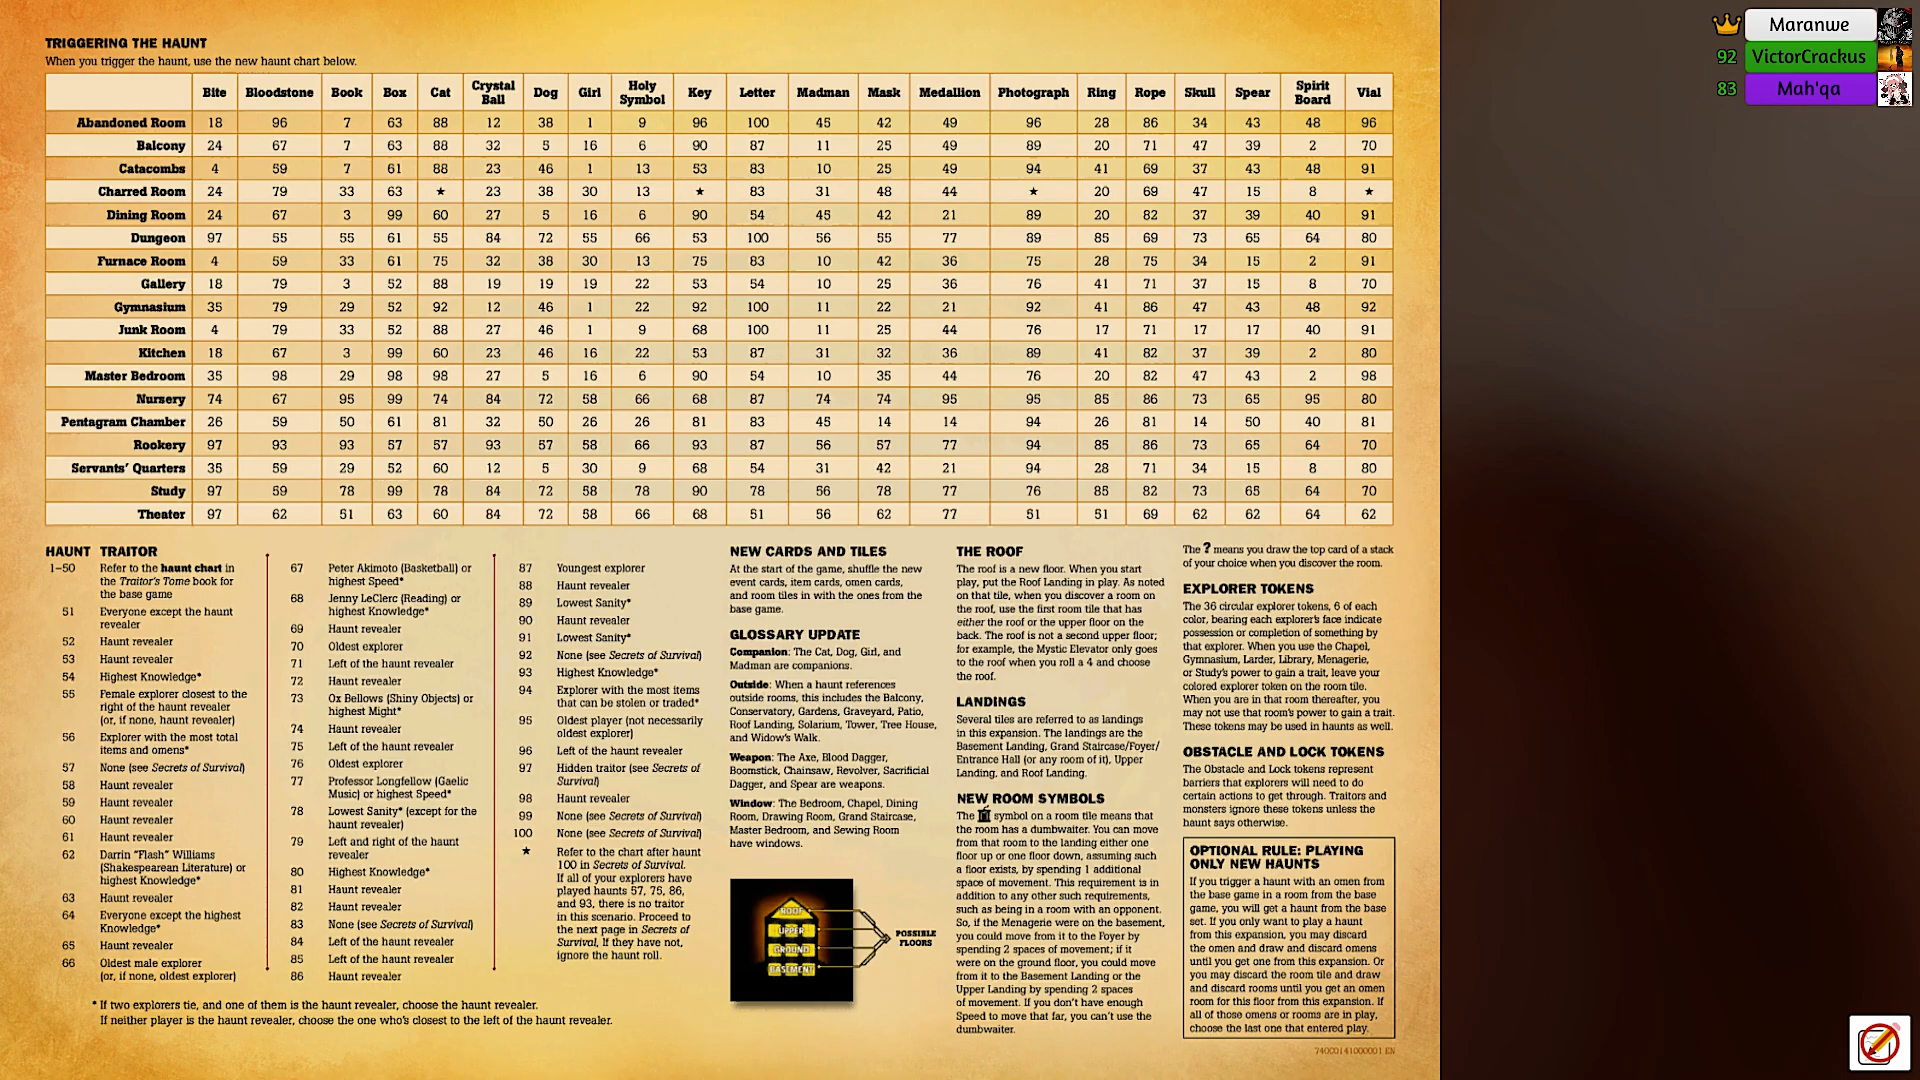 TRIGGERING THE HAUNT
When you trigger the haunt, use the new haunt chart below.
Bite Bloodstone Book Box Cat Crystal Ball Dog Girl Holy Symbol Key Letter Madman Mask Medallion Photograph Ring Rope Skull Spear Spirit Board Vial
Abandoned Room 18 96 7 63 88 12 38 1 9 96 100 45 42 49 96 28 86 34 43 48 96
Balcony 24 67 7 63 88 32 5 16 6 90 87 11 25 49 89 20 71 47 39 2 70
Catacombs 4 59 7 61 88 23 46 1 13 53 83 10 25 49 94 41 69 37 43 48 91
Charred Room 24 79 33 63 ★ 23 38 30 13 ★ 83 31 48 44 ★ 20 69 47 15 8 ★
Dining Room 24 67 3 99 60 27 5 16 6 90 54 45 42 21 89 20 82 37 39 40 91
Dungeon 97 55 55 61 55 84 72 55 66 53 100 56 55 77 89 85 69 73 65 64 80
Furnace Room 4 59 33 61 75 32 38 30 13 75 83 10 42 36 75 28 75 34 15 2 91
Gallery 18 79 3 52 88 19 19 19 22 53 54 10 25 36 76 41 71 37 15 8 70
Gymnasium 35 79 29 52 92 12 46 1 22 92 100 11 22 21 92 41 86 47 43 48 92
Junk Room 4 79 33 52 88 27 46 1 9 68 100 11 25 44 76 17 71 17 17 40 91
Kitchen 18 67 3 99 60 23 46 16 22 53 87 31 32 36 89 41 82 37 39 2 80
Master Bedroom 35 98 29 98 98 27 5 16 6 90 54 10 35 44 76 20 82 47 43 2 98
Nursery 74 67 95 99 74 84 72 58 66 68 87 74 74 95 95 85 86 73 65 95 80
Pentagram Chamber 26 59 50 61 81 32 50 26 26 81 83 45 14 14 94 26 81 14 50 40 81
Rookery 97 93 93 57 57 93 57 58 66 93 87 56 57 77 94 85 86 73 65 64 70
Servants' Quarters 35 59 29 52 60 12 5 30 9 68 54 31 42 21 94 28 71 34 15 8 80
Study 97 59 78 99 78 84 72 58 78 90 78 56 78 77 76 85 82 73 65 64 70
Theater 97 62 51 63 60 84 72 58 66 68 51 56 62 77 51 51 69 62 62 64 62
HAUNT TRAITOR
1–50 Refer to the haunt chart in
the Traitor's Tome book for
the base game
51 Everyone except the haunt
revealer
52 Haunt revealer
53 Haunt revealer
54 Highest Knowledge*
55 Female explorer closest to the
right of the haunt revealer
(or, if none, haunt revealer)
56 Explorer with the most total
items and omens*
57 None (see Secrets of Survival)
58 Haunt revealer
59 Haunt revealer
60 Haunt revealer
61 Haunt revealer
62 Darrin "Flash" Williams
(Shakespearean Literature) or
highest Knowledge*
63 Haunt revealer
64 Everyone except the highest
Knowledge*
65 Haunt revealer
66 Oldest male explorer
(or, if none, oldest explorer)
67 Peter Akimoto (Basketball) or
highest Speed*
68 Jenny LeClerc (Reading) or
highest Knowledge*
69 Haunt revealer
70 Oldest explorer
71 Left of the haunt revealer
72 Haunt revealer
73 Ox Bellows (Shiny Objects) or
highest Might*
74 Haunt revealer
75 Left of the haunt revealer
76 Oldest explorer
77 Professor Longfellow (Gaelic
Music) or highest Speed*
78 Lowest Sanity* (except for the
haunt revealer)
79 Left and right of the haunt
revealer
80 Highest Knowledge*
81 Haunt revealer
82 Haunt revealer
83 None (see Secrets of Survival)
84 Left of the haunt revealer
85 Left of the haunt revealer
86 Haunt revealer
87 Youngest explorer
88 Haunt revealer
89 Lowest Sanity*
90 Haunt revealer
91 Lowest Sanity*
92 None (see Secrets of Survival)
93 Highest Knowledge*
94 Explorer with the most items
that can be stolen or traded*
95 Oldest player (not necessarily
oldest explorer)
96 Left of the haunt revealer
97 Hidden traitor (see Secrets of
Survival)
98 Haunt revealer
99 None (see Secrets of Survival)
100 None (see Secrets of Survival)
★ Refer to the chart after haunt
100 in Secrets of Survival.
If all of your explorers have
played haunts 57, 75, 86,
and 93, there is no traitor
in this scenario. Proceed to
the next page in Secrets of
Survival. If they have not,
ignore the haunt roll.
* If two explorers tie, and one of them is the haunt revealer, choose the haunt revealer.
If neither player is the haunt revealer, choose the one who's closest to the left of the haunt revealer.
NEW CARDS AND TILES
At the start of the game, shuffle the new
event cards, item cards, omen cards,
and room tiles in with the ones from the
base game.
GLOSSARY UPDATE
Companion: The Cat, Dog, Girl, and
Madman are companions.
Outside: When a haunt references
outside rooms, this includes the Balcony,
Conservatory, Gardens, Graveyard, Patio,
Roof Landing, Solarium, Tower, Tree House,
and Widow's Walk.
Weapon: The Axe, Blood Dagger,
Boomstick, Chainsaw, Revolver, Sacrificial
Dagger, and Spear are weapons.
Window: The Bedroom, Chapel, Dining
Room, Drawing Room, Grand Staircase,
Master Bedroom, and Sewing Room
have windows.
ROOF
UPPER
GROUND
BASEMENT
POSSIBLE
FLOORS
THE ROOF
The roof is a new floor. When you start
play, put the Roof Landing in play. As noted
on that tile, when you discover a room on
the roof, use the first room tile that has
either the roof or the upper floor on the
back. The roof is not a second upper floor;
for example, the Mystic Elevator only goes
to the roof when you roll a 4 and choose
the roof.
LANDINGS
Several tiles are referred to as landings
in this expansion. The landings are the
Basement Landing, Grand Staircase/Foyer/
Entrance Hall (or any room of it), Upper
Landing, and Roof Landing.
NEW ROOM SYMBOLS
The symbol on a room tile means that
the room has a dumbwaiter. You can move
from that room to the landing either one
floor up or one floor down, assuming such
a floor exists, by spending 1 additional
space of movement. This requirement is in
addition to any other such requirements,
such as being in a room with an opponent.
So, if the Menagerie were on the basement,
you could move from it to the Foyer by
spending 2 spaces of movement; if it
were on the ground floor, you could move
from it to the Basement Landing or the
Upper Landing by spending 2 spaces
of movement. If you don't have enough
Speed to move that far, you can't use the
dumbwaiter.
The ? means you draw the top card of a stack
of your choice when you discover the room.
EXPLORER TOKENS
The 36 circular explorer tokens, 6 of each
color, bearing each explorer's face indicate
possession or completion of something by
that explorer. When you use the Chapel,
Gymnasium, Larder, Library, Menagerie,
or Study's power to gain a trait, leave your
colored explorer token on the room tile.
When you are in that room thereafter, you
may not use that room's power to gain a trait.
These tokens may be used in haunts as well.
OBSTACLE AND LOCK TOKENS
The Obstacle and Lock tokens represent
barriers that explorers will need to do
certain actions to get through. Traitors and
monsters ignore these tokens unless the
haunt says otherwise.
OPTIONAL RULE: PLAYING
ONLY NEW HAUNTS
If you trigger a haunt with an omen from
the base game in a room from the base
game, you will get a haunt from the base
set. If you only want to play a haunt
from this expansion, you may discard
the omen and draw and discard omens
until you get one from this expansion. Or
you may discard the room tile and draw
and discard rooms until you get an omen
room for this floor from this expansion. If
all of those omens or rooms are in play,
choose the last one that entered play.
740C0141000001 EN
Maranwe
92 VictorCrackus
83 Mah'qa